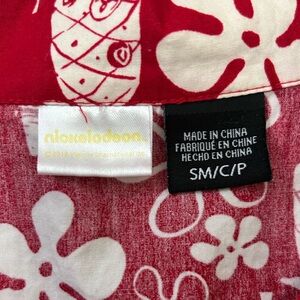 nickelodeon
MADE IN CHINA
FABRIQUÉ EN CHINE
HECHO EN CHINA
SM/C/P